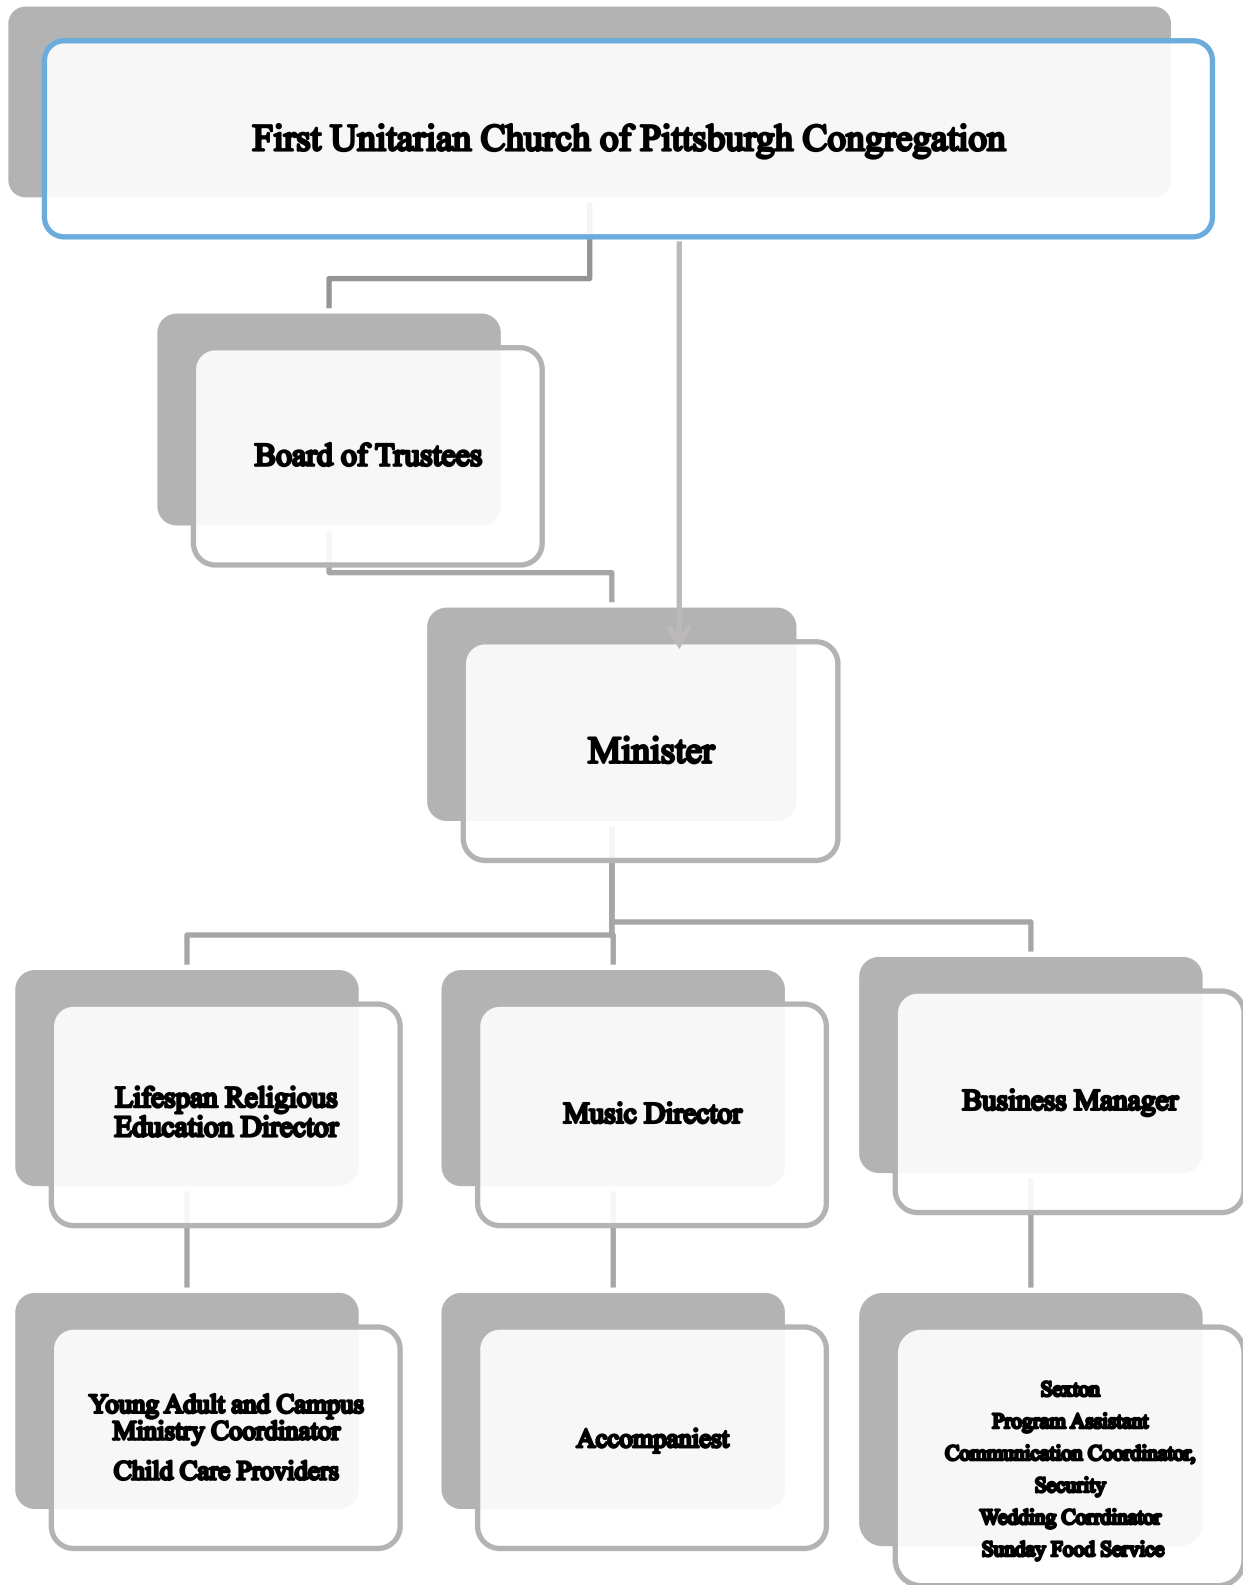 First Unitarian Church of Pittsburgh Congregation
Board of Trustees
Minister
Lifespan Religious
Education Director
Music Director
Business Manager
Young Adult and Campus
Ministry Coordinator
Child Care Providers
Accompaniest
Sexton
Program Assistant
Communication Coordinator,
Security
Wedding Corrdinator
Sunday Food Service